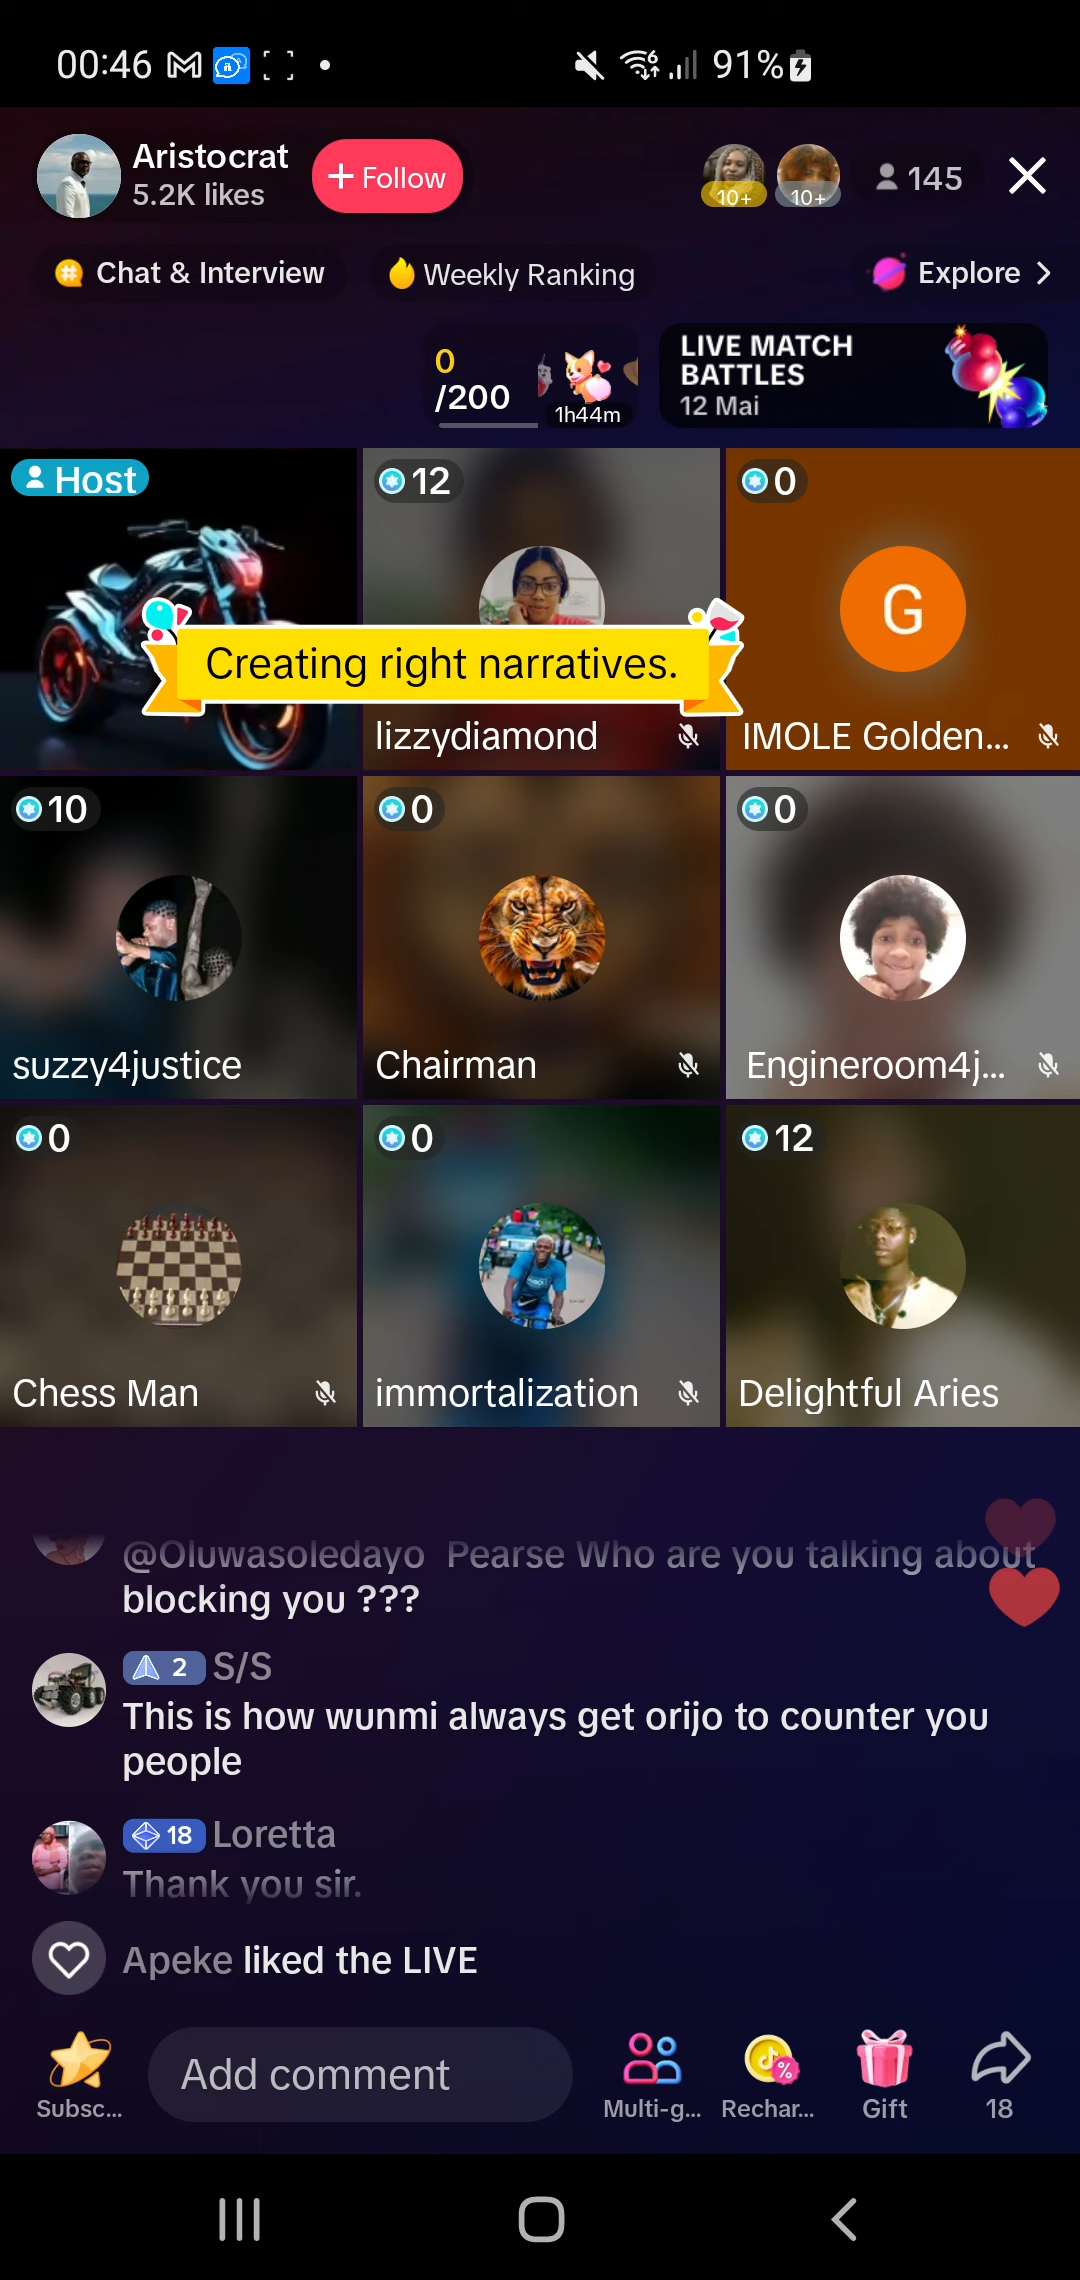 00:46
91%
Aristocrat
5.2K likes
+ Follow
10+
10+
145
Chat & Interview
Weekly Ranking
Explore
0
/200
1h44m
LIVE MATCH
BATTLES
12 Mai
Host
12
0
G
Creating right narratives.
lizzydiamond
IMOLE Golden...
10
0
0
suzzy4justice
Chairman
Engineroom4j...
0
0
12
Chess Man
immortalization
Delightful Aries
@Oluwasoledayo Pearse Who are you talking about
blocking you ???
2 S/S
This is how wunmi always get orijo to counter you
people
18 Loretta
Thank you sir.
Apeke liked the LIVE
Add comment
Subsc...
Multi-g...
Rechar...
Gift
18